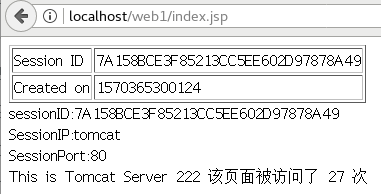 localhost/web1/index.jsp
Session ID 7A158BCE3F85213CC5EE602D97878A49
Created on 1570365300124
sessionID:7A158BCE3F85213CC5EE602D97878A49
SessionIP:tomcat
SessionPort:80
This is Tomcat Server 222 该页面被访问了 27 次